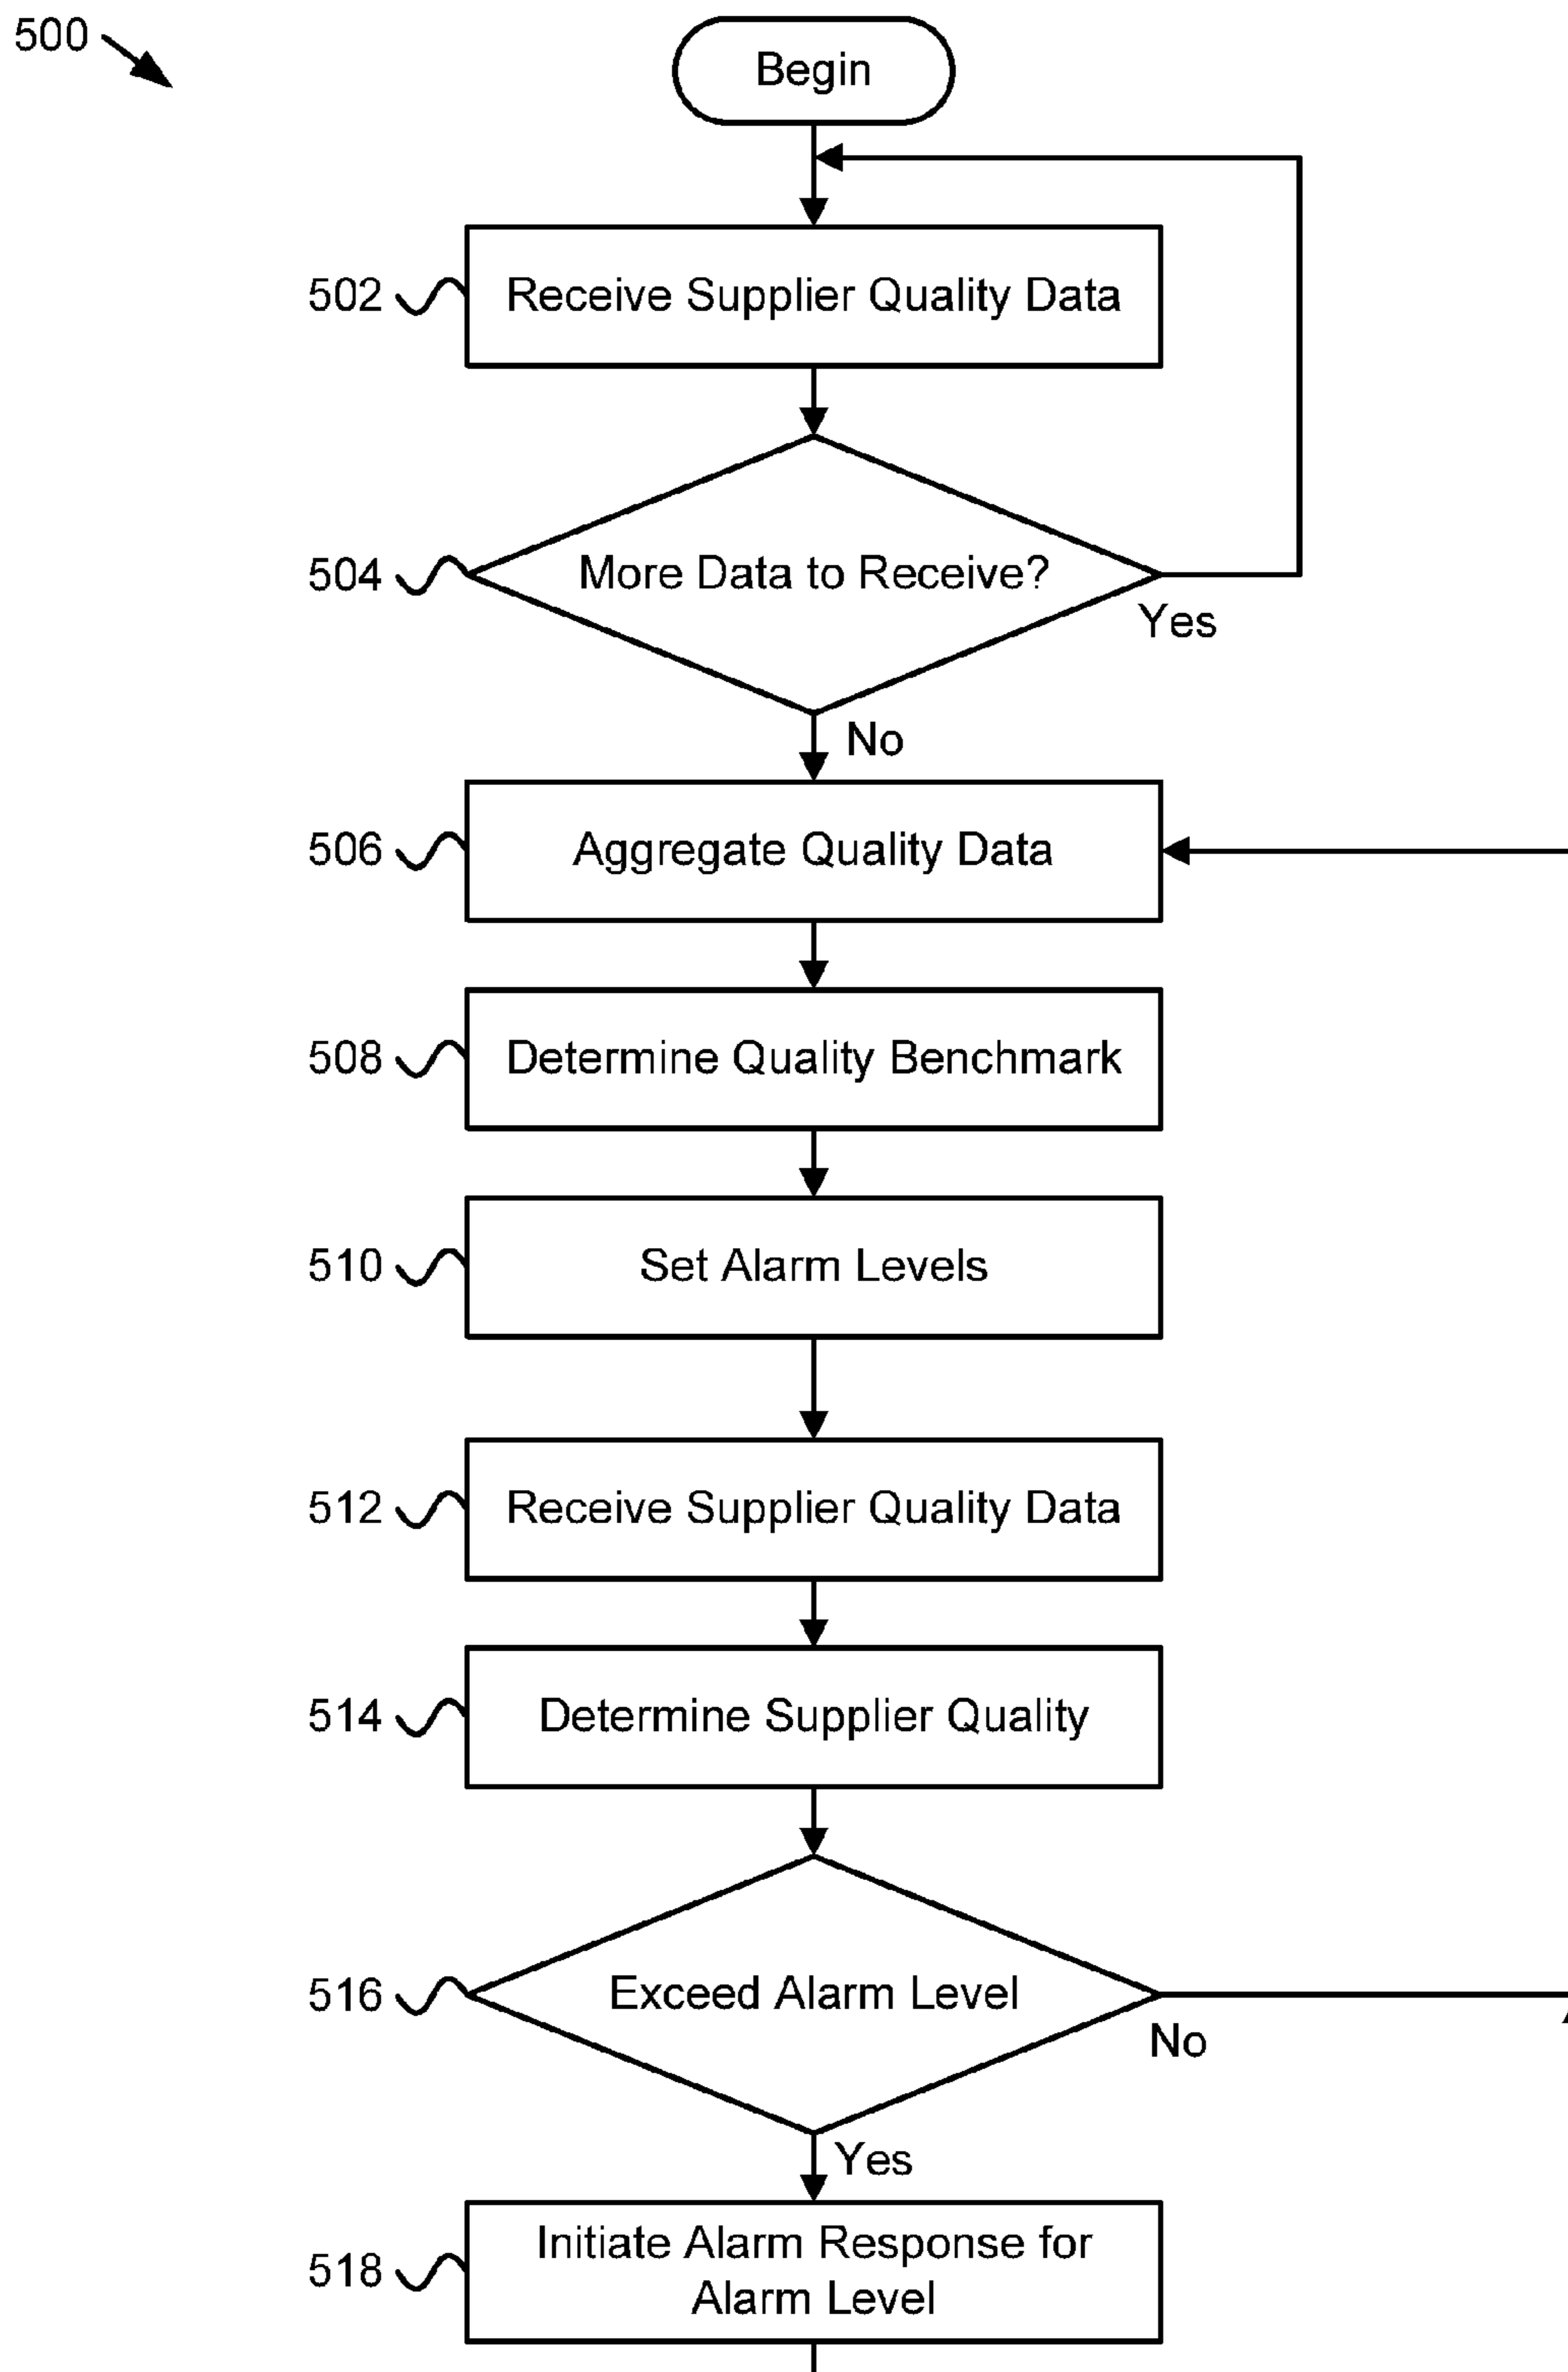 500
Begin
502
Receive Supplier Quality Data
504
More Data to Receive?
Yes
No
506
Aggregate Quality Data
508
Determine Quality Benchmark
510
Set Alarm Levels
512
Receive Supplier Quality Data
514
Determine Supplier Quality
516
Exceed Alarm Level
No
Yes
518
Initiate Alarm Response for
Alarm Level